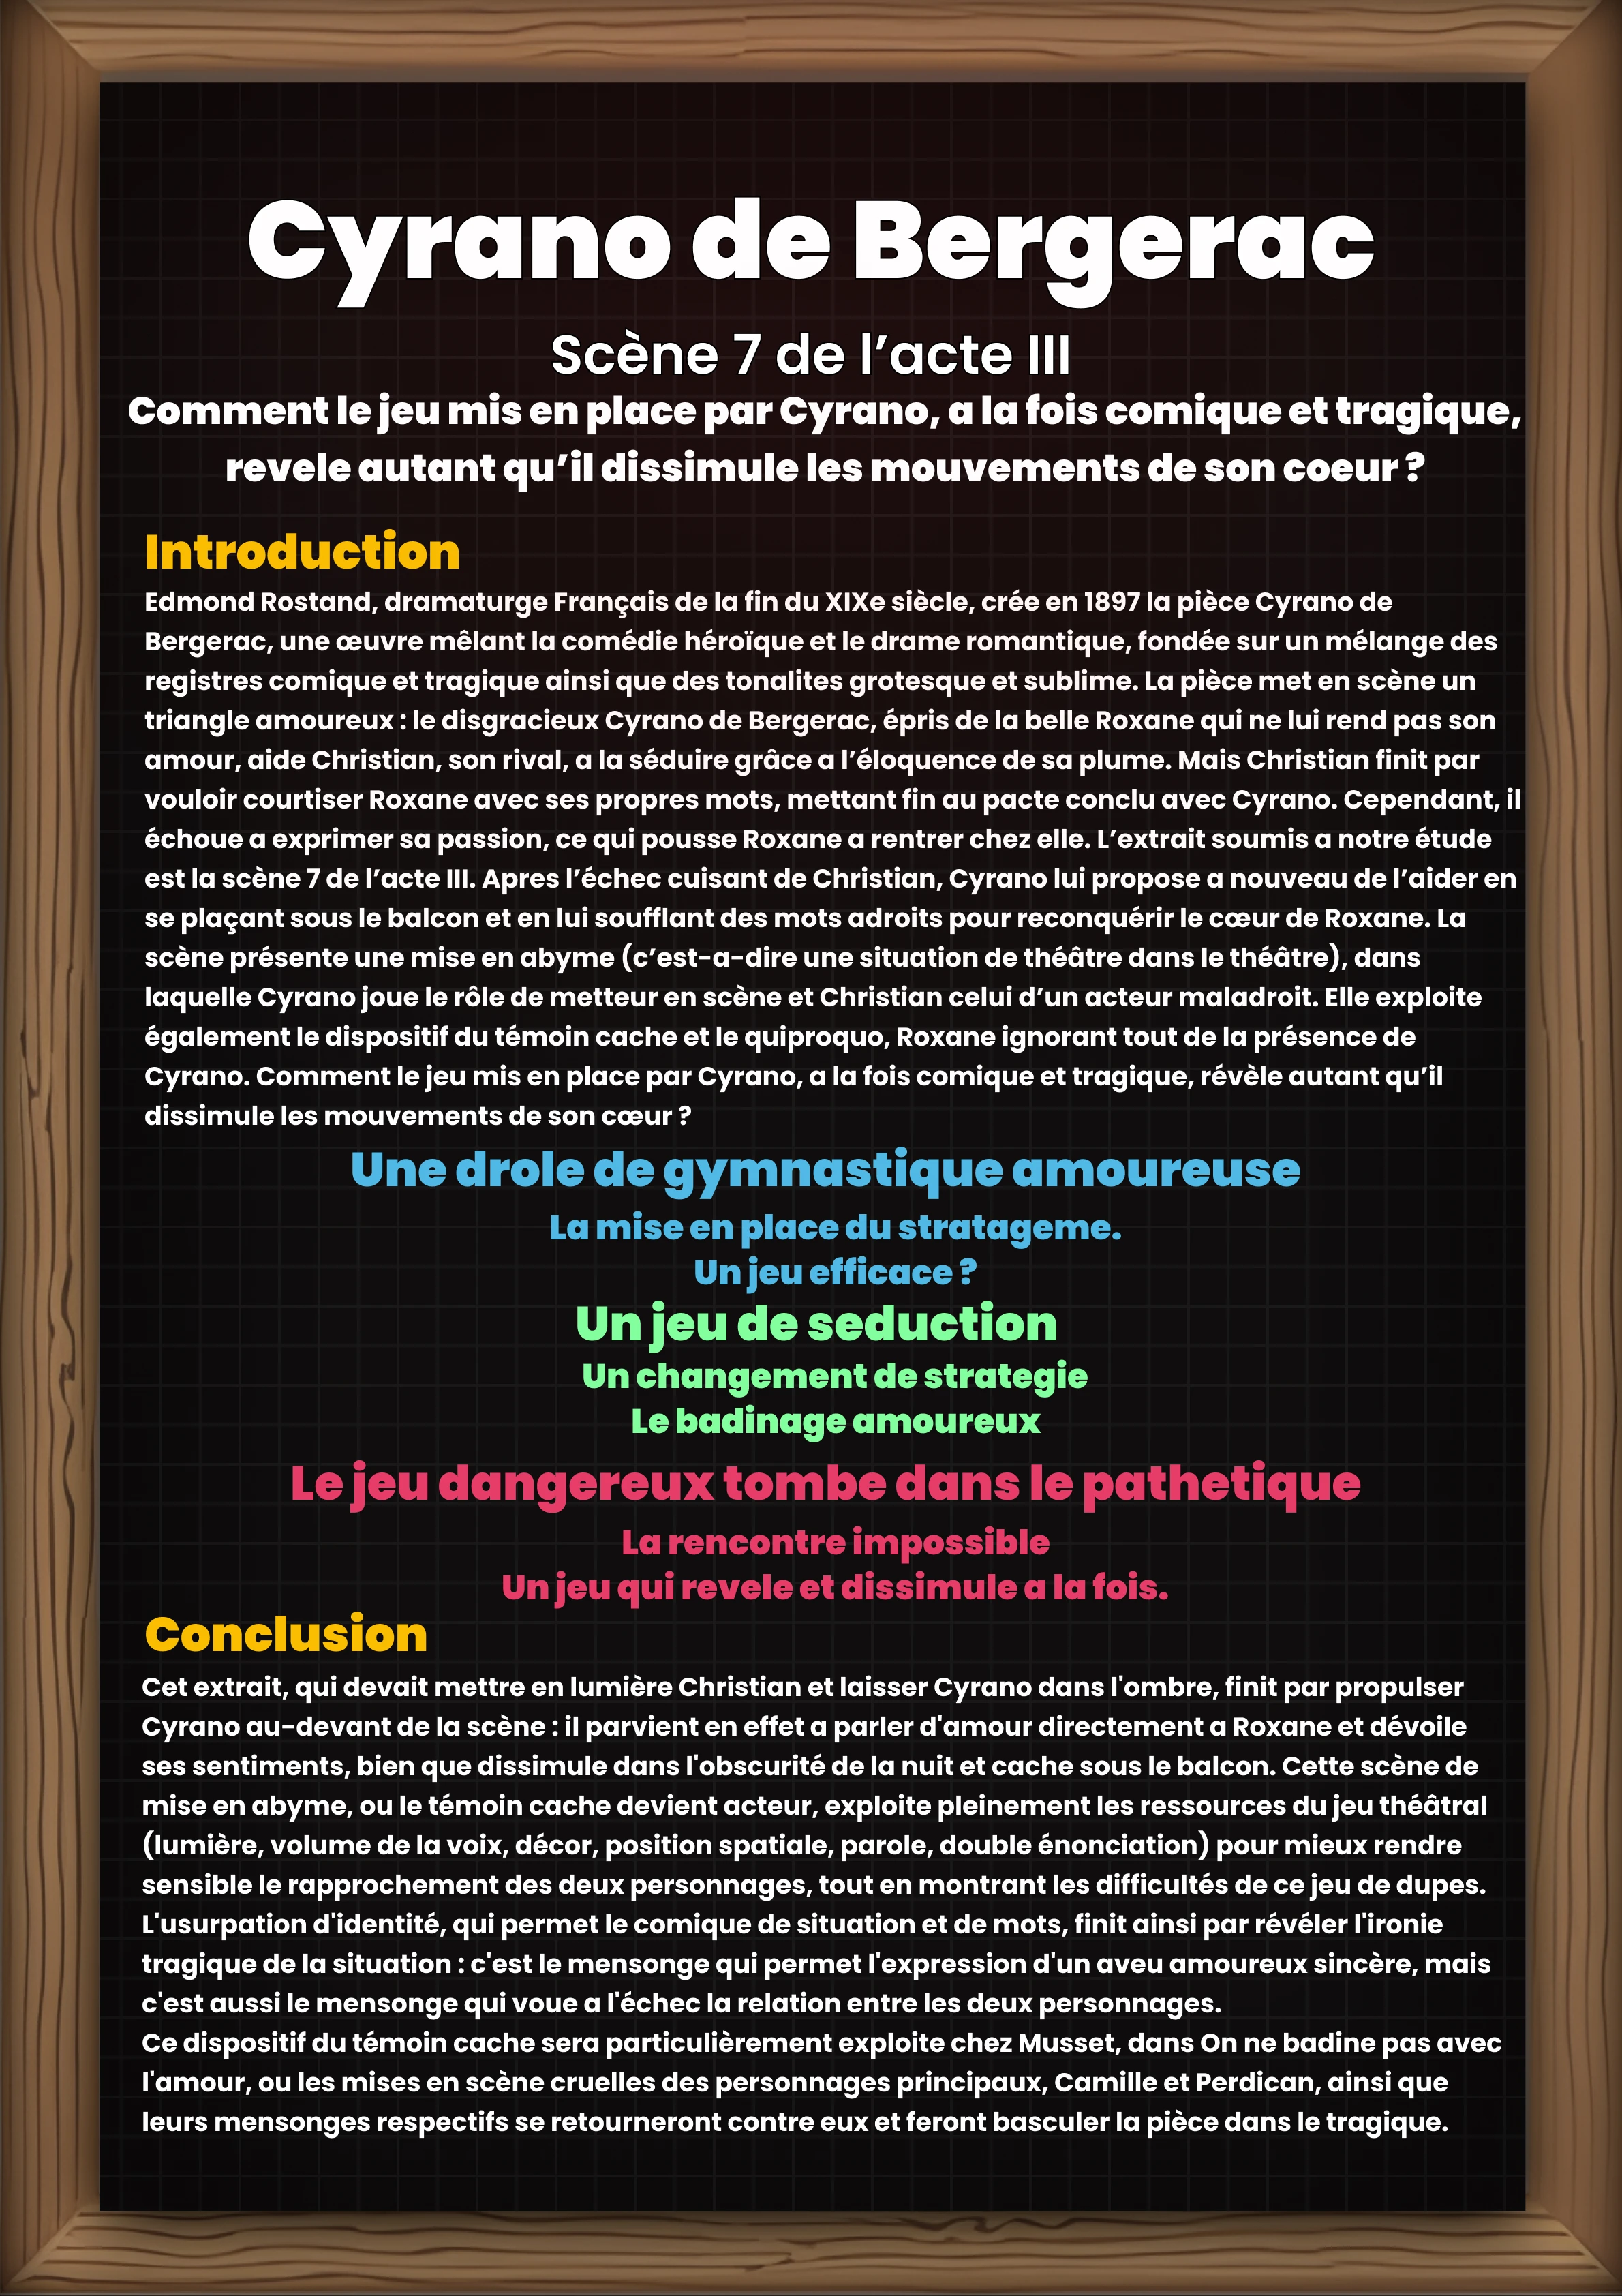 Cyrano de Bergerac
Scène 7 de l’acte III
Comment le jeu mis en place par Cyrano, a la fois comique et tragique,
revele autant qu’il dissimule les mouvements de son coeur ?
Introduction
Edmond Rostand, dramaturge Français de la fin du XIXe siècle, crée en 1897 la pièce Cyrano de
Bergerac, une œuvre mêlant la comédie héroïque et le drame romantique, fondée sur un mélange des
registres comique et tragique ainsi que des tonalites grotesque et sublime. La pièce met en scène un
triangle amoureux : le disgracieux Cyrano de Bergerac, épris de la belle Roxane qui ne lui rend pas son
amour, aide Christian, son rival, a la séduire grâce a l’éloquence de sa plume. Mais Christian finit par
vouloir courtiser Roxane avec ses propres mots, mettant fin au pacte conclu avec Cyrano. Cependant, il
échoue a exprimer sa passion, ce qui pousse Roxane a rentrer chez elle. L’extrait soumis a notre étude
est la scène 7 de l’acte III. Apres l’échec cuisant de Christian, Cyrano lui propose a nouveau de l’aider en
se plaçant sous le balcon et en lui soufflant des mots adroits pour reconquérir le cœur de Roxane. La
scène présente une mise en abyme (c’est-a-dire une situation de théâtre dans le théâtre), dans
laquelle Cyrano joue le rôle de metteur en scène et Christian celui d’un acteur maladroit. Elle exploite
également le dispositif du témoin cache et le quiproquo, Roxane ignorant tout de la présence de
Cyrano. Comment le jeu mis en place par Cyrano, a la fois comique et tragique, révèle autant qu’il
dissimule les mouvements de son cœur ?
Une drole de gymnastique amoureuse
La mise en place du stratageme.
Un jeu efficace ?
Un jeu de seduction
Un changement de strategie
Le badinage amoureux
Le jeu dangereux tombe dans le pathetique
La rencontre impossible
Un jeu qui revele et dissimule a la fois.
Conclusion
Cet extrait, qui devait mettre en lumière Christian et laisser Cyrano dans l'ombre, finit par propulser
Cyrano au-devant de la scène : il parvient en effet a parler d'amour directement a Roxane et dévoile
ses sentiments, bien que dissimule dans l'obscurité de la nuit et cache sous le balcon. Cette scène de
mise en abyme, ou le témoin cache devient acteur, exploite pleinement les ressources du jeu théâtral
(lumière, volume de la voix, décor, position spatiale, parole, double énonciation) pour mieux rendre
sensible le rapprochement des deux personnages, tout en montrant les difficultés de ce jeu de dupes.
L'usurpation d'identité, qui permet le comique de situation et de mots, finit ainsi par révéler l'ironie
tragique de la situation : c'est le mensonge qui permet l'expression d'un aveu amoureux sincère, mais
c'est aussi le mensonge qui voue a l'échec la relation entre les deux personnages.
Ce dispositif du témoin cache sera particulièrement exploite chez Musset, dans On ne badine pas avec
l'amour, ou les mises en scène cruelles des personnages principaux, Camille et Perdican, ainsi que
leurs mensonges respectifs se retourneront contre eux et feront basculer la pièce dans le tragique.